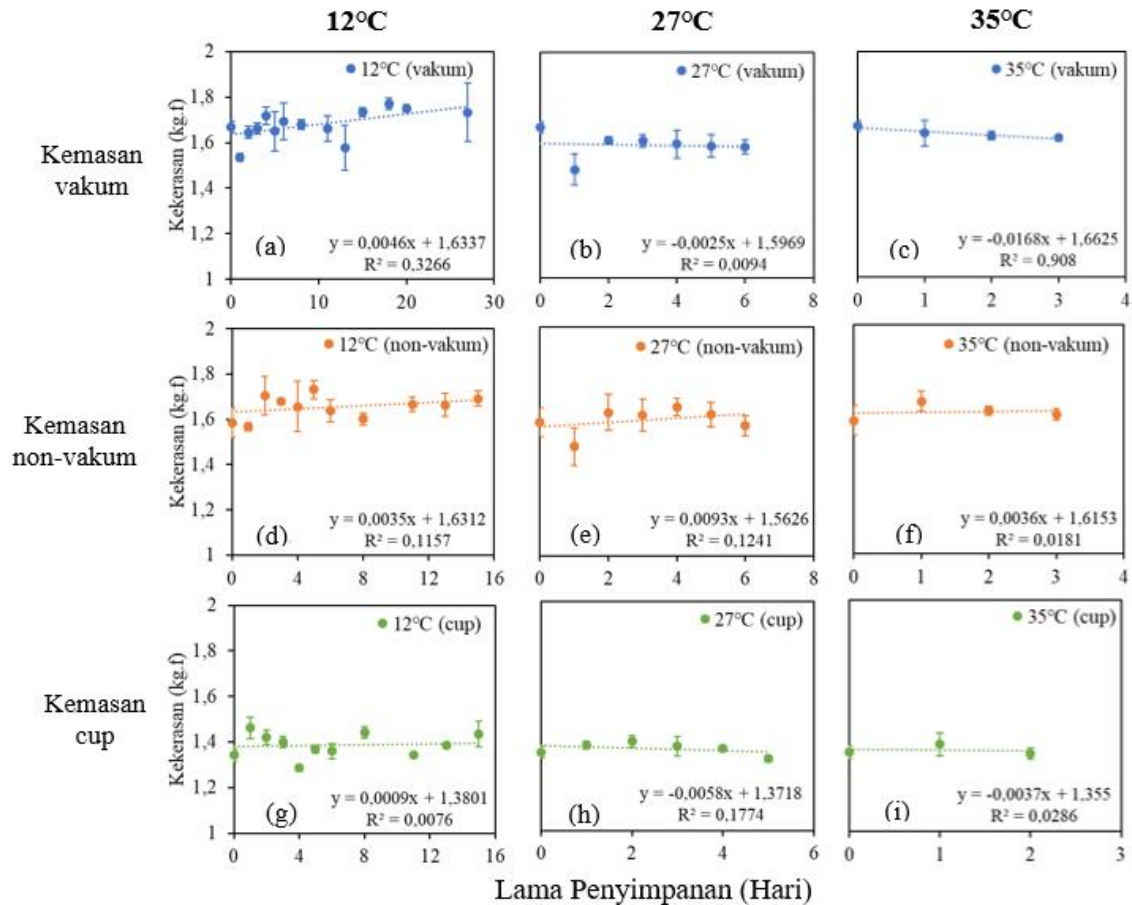 12°C
27°C
35°C
Kemasan
vakum
Kekerasan (kg.f)
2
1,8
1,6
1,4
1,2
1
12°C (vakum)
(a)
y = 0,0046x + 1,6337
R² = 0,3266
0
10
20
30
27°C (vakum)
(b)
y = -0,0025x + 1,5969
R² = 0,0094
0
2
4
6
8
35°C (vakum)
(c)
y = -0,0168x + 1,6625
R² = 0,908
0
1
2
3
4
Kemasan
non-vakum
Kekerasan (kg.f)
2
1,8
1,6
1,4
1,2
1
12°C (non-vakum)
(d)
y = 0,0035x + 1,6312
R² = 0,1157
0
4
8
12
16
27°C (non-vakum)
(e)
y = 0,0093x + 1,5626
R² = 0,1241
0
2
4
6
8
35°C (non-vakum)
(f)
y = 0,0036x + 1,6153
R² = 0,0181
0
1
2
3
4
Kemasan
cup
Kekerasan (kg.f)
2
1,8
1,6
1,4
1,2
1
12°C (cup)
(g)
y = 0,0009x + 1,3801
R² = 0,0076
0
4
8
12
16
27°C (cup)
(h)
y = -0,0058x + 1,3718
R² = 0,1774
0
2
4
6
35°C (cup)
(i)
y = -0,0037x + 1,355
R² = 0,0286
0
1
2
3
Lama Penyimpanan (Hari)